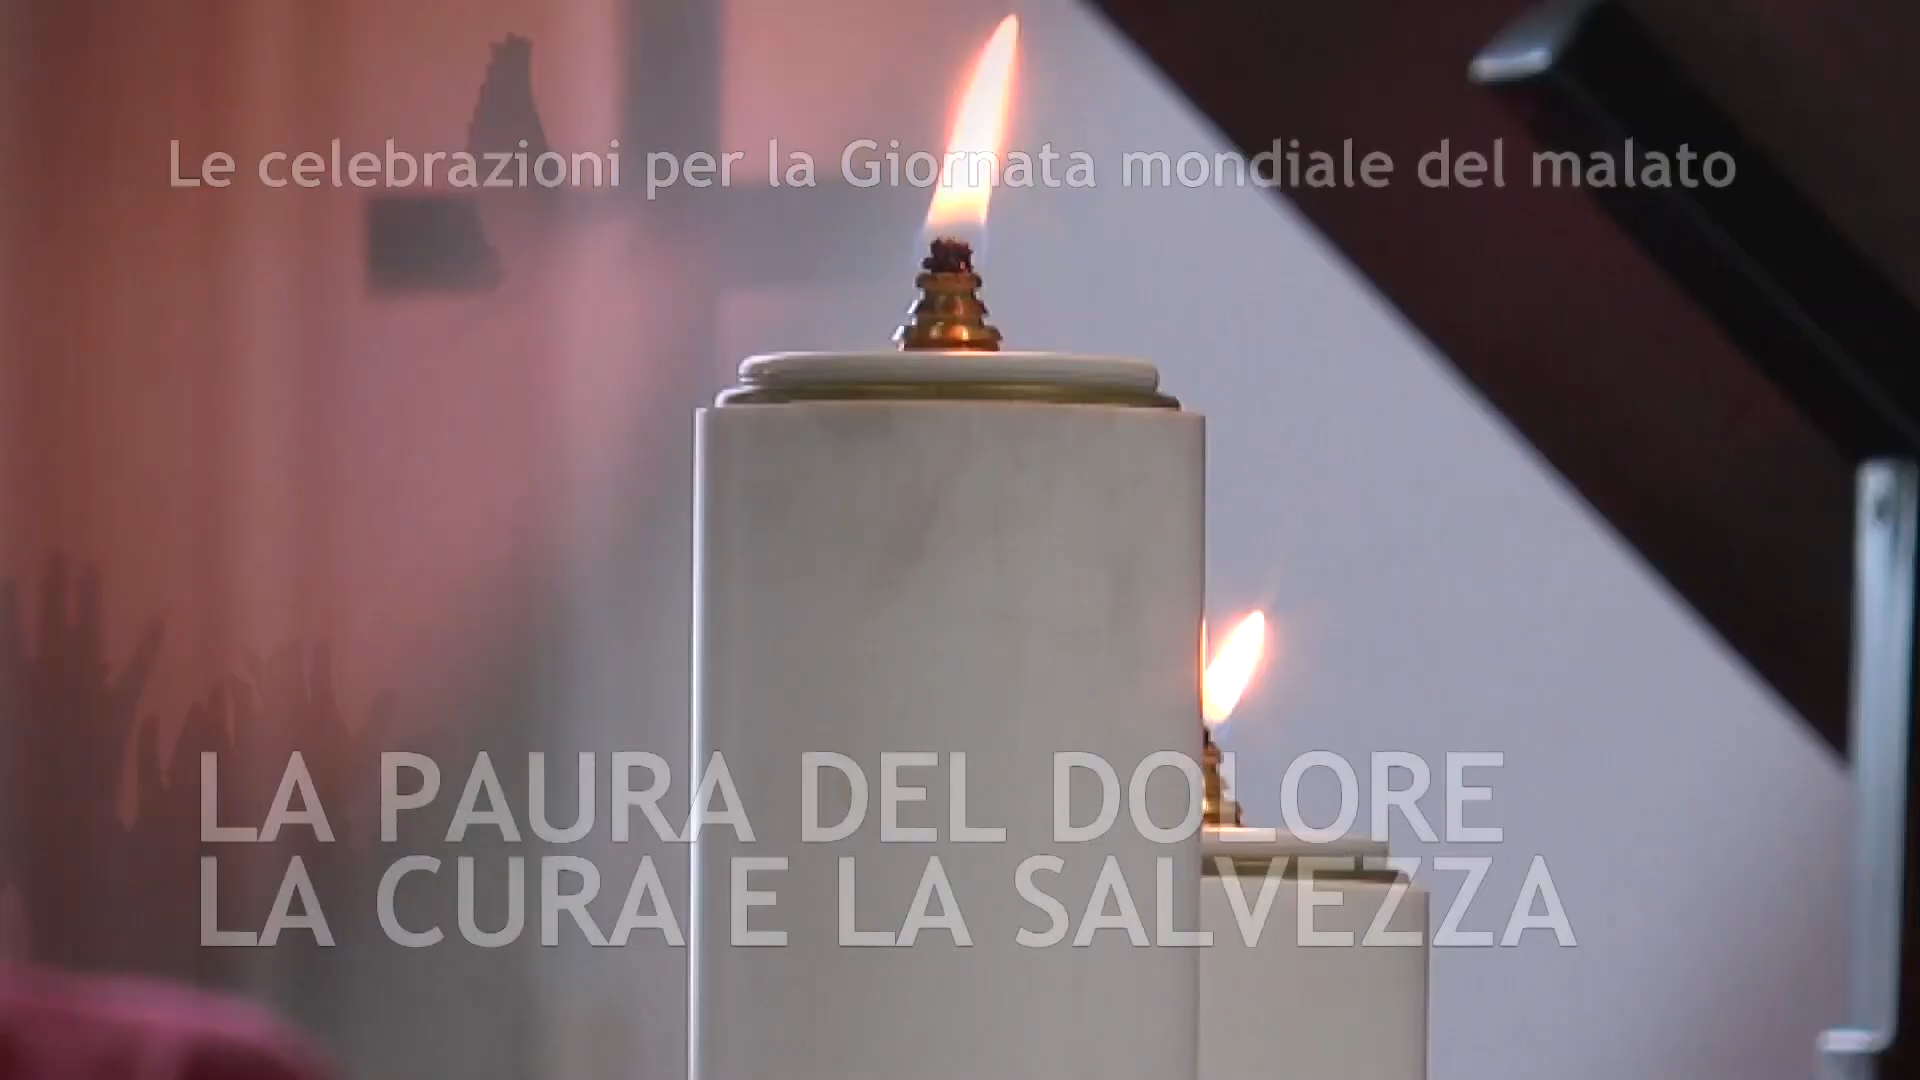 Le celebrazioni per la Giornata mondiale del malato
LA PAURA DEL DOLORE
LA CURA E LA SALVEZZA